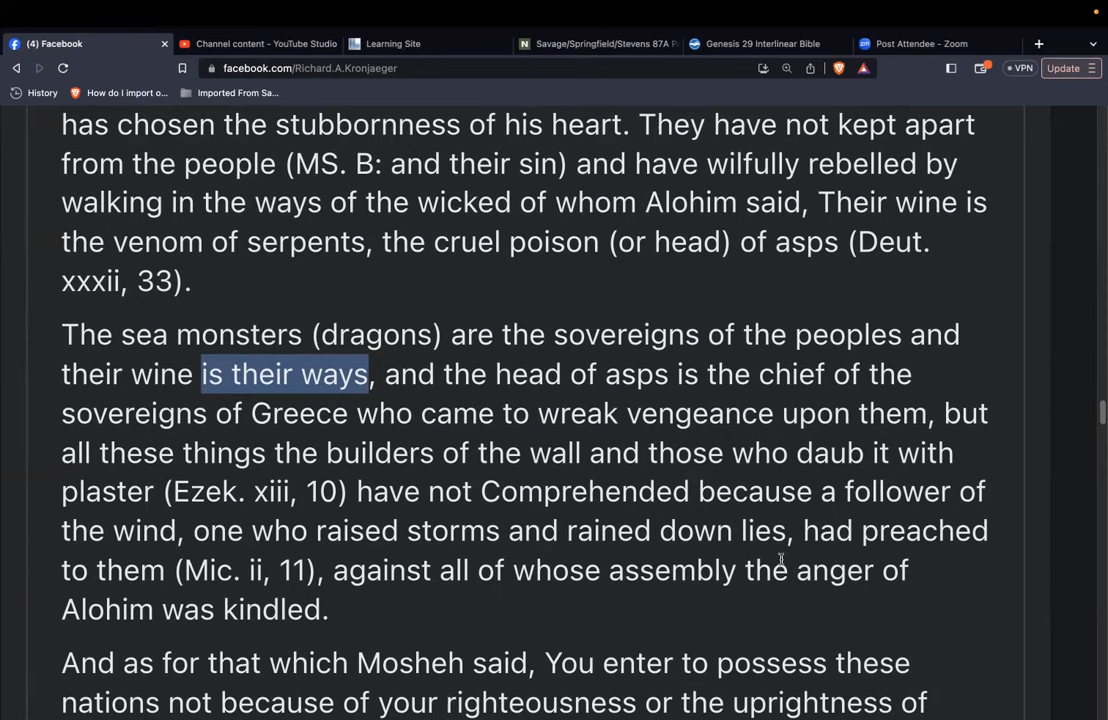 (4) Facebook
Channel content - YouTube Studio
Learning Site
Savage/Springfield/Stevens 87A P
Genesis 29 Interlinear Bible
Post Attendee - Zoom
facebook.com/Richard.A.Kronjaeger
VPN
Update
History
How do I import o...
Imported From Sa...
has chosen the stubbornness of his heart. They have not kept apart
from the people (MS. B: and their sin) and have wilfully rebelled by
walking in the ways of the wicked of whom Alohim said, Their wine is
the venom of serpents, the cruel poison (or head) of asps (Deut.
xxxii, 33).
The sea monsters (dragons) are the sovereigns of the peoples and
their wine is their ways, and the head of asps is the chief of the
sovereigns of Greece who came to wreak vengeance upon them, but
all these things the builders of the wall and those who daub it with
plaster (Ezek. xiii, 10) have not Comprehended because a follower of
the wind, one who raised storms and rained down lies, had preached
to them (Mic. ii, 11), against all of whose assembly the anger of
Alohim was kindled.
And as for that which Mosheh said, You enter to possess these
nations not because of your righteousness or the uprightness of